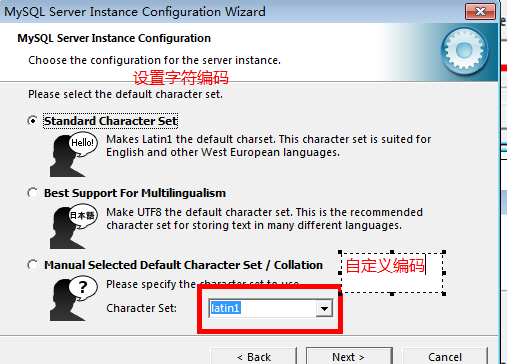 MySQL Server Instance Configuration Wizard
MySQL Server Instance Configuration
Choose the configuration for the server instance.
设置字符编码
Please select the default character set.
Standard Character Set
Hello!
Makes Latin1 the default charset. This character set is suited for
English and other West European languages.
Best Support For Multilingualism
日本語
Make UTF8 the default character set. This is the recommended
character set for storing text in many different languages.
Manual Selected Default Character Set / Collation
自定义编码
?
Please specify the character set to use.
Character Set:
latin1
< Back
Next >
Cancel